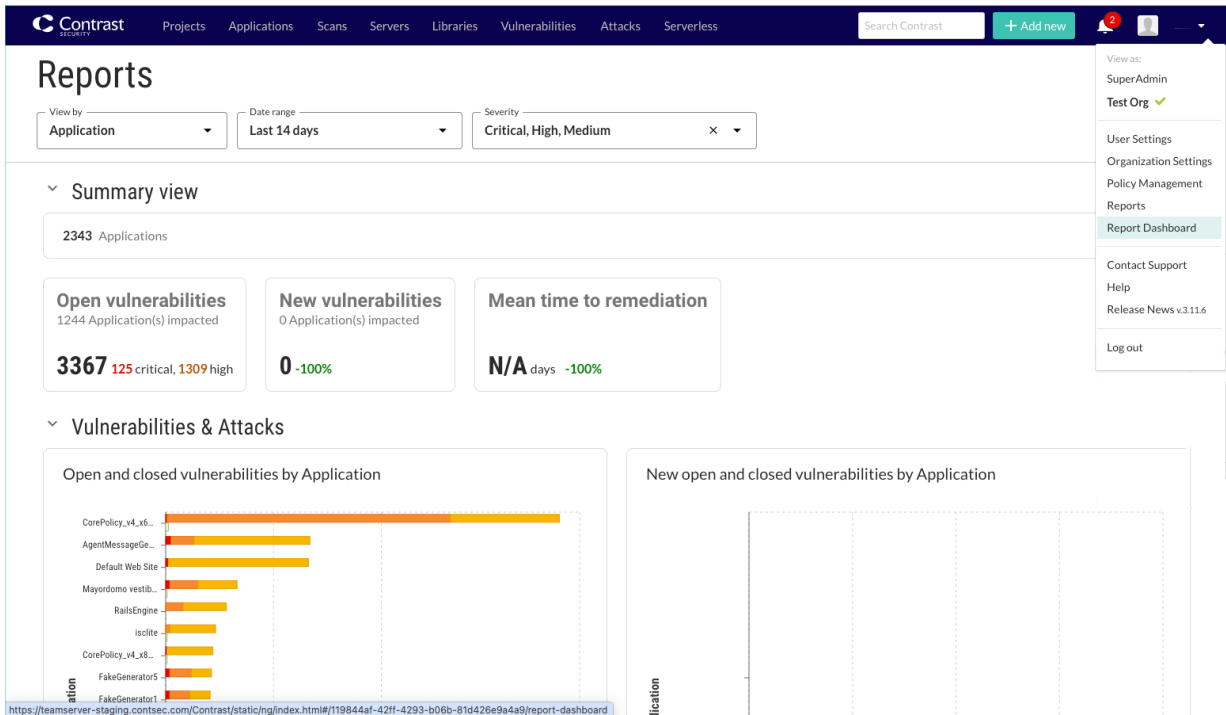 Contrast
SECURITY
Projects Applications Scans Servers Libraries Vulnerabilities Attacks Serverless
Search Contrast
+ Add new
2
View as:
SuperAdmin
Test Org
User Settings
Organization Settings
Policy Management
Reports
Report Dashboard
Contact Support
Help
Release News v.3.11.6
Log out
Reports
View by
Application
Date range
Last 14 days
Severity
Critical, High, Medium
Summary view
2343 Applications
Open vulnerabilities
1244 Application(s) impacted
3367 125 critical, 1309 high
New vulnerabilities
0 Application(s) impacted
0 -100%
Mean time to remediation
N/A days -100%
Vulnerabilities & Attacks
Open and closed vulnerabilities by Application
CorePolicy_v4_x6...
AgentMessageGe...
Default Web Site
Mayordomo vestib...
RailsEngine
isclite
CorePolicy_v4_x8...
FakeGenerator5
FakeGenerator1
ation
New open and closed vulnerabilities by Application
lication
https://teamserver-staging.contsec.com/Contrast/static/ng/index.html#/119844af-42ff-4293-b06b-81d426e9a4a9/report-dashboard